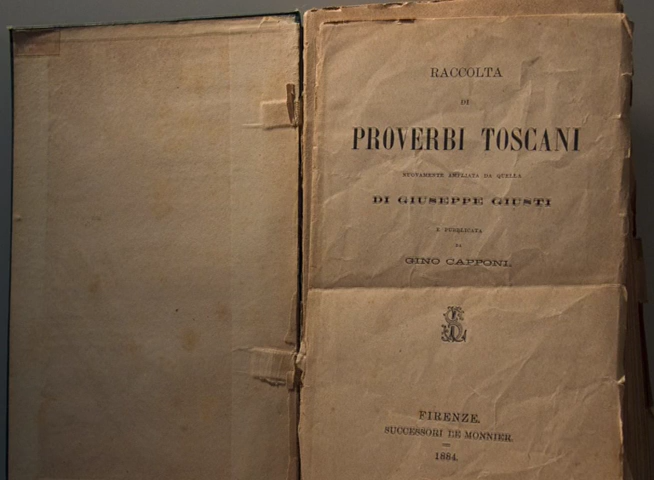 RACCOLTA
DI
PROVERBI TOSCANI
NUOVAMENTE AMPLIATA DA QUELLA
DI GIUSEPPE GIUSTI
E PUBBLICATA
DA
GINO CAPPONI.
FIRENZE.
SUCCESSORI LE MONNIER.
1884.